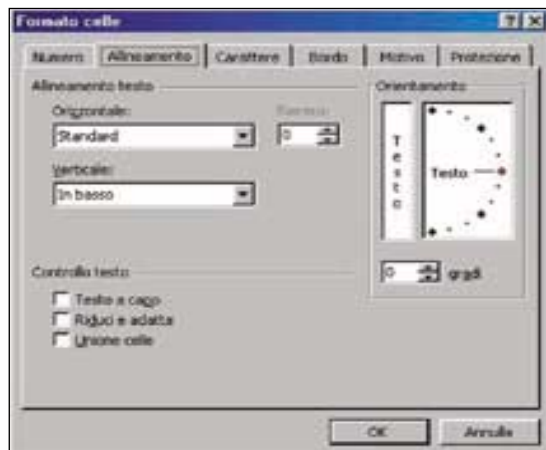 Formato celle
Numero Allineamento Carattere Bordo Motivo Protezione
Allineamento testo
Orizzontale:
Rientro:
Standard
0
Verticale:
In basso
Orientamento
Testo
Testo
0 gradi
Controllo testo
Testo a capo
Riduci e adatta
Unione celle
OK Annulla